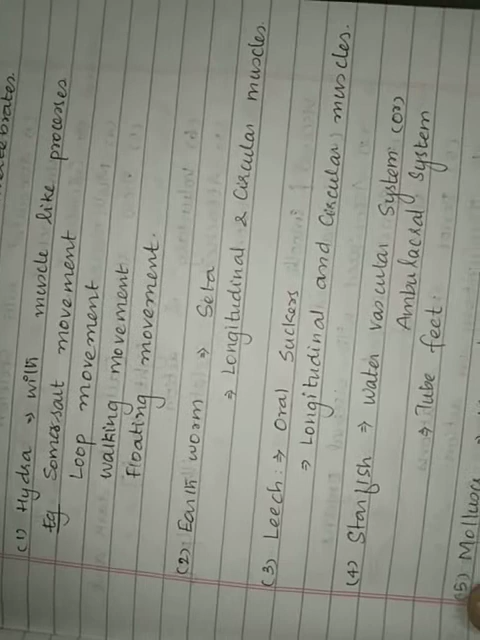 (1) Hydra ⇒ with muscle like processes
Eg Somersalt movement
Loop movement
Walking movement
Floating movement.
(2) Earth worm ⇒ Seta
⇒ Longitudinal & Circular muscles.
(3) Leech: ⇒ Oral Suckers
⇒ Longitudinal and Circular muscles.
(4) Starfish ⇒ Water vascular System (or)
Ambulacral System
⇒ Tube feet.
(5) Mollusca